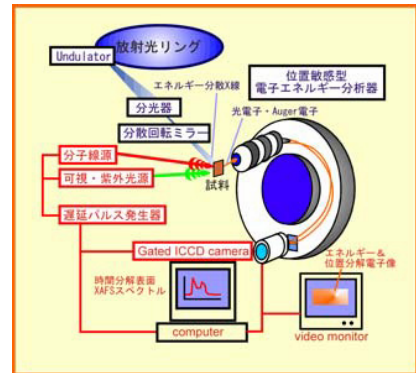 放射光リング
Undulator
エネルギー分散X線
位置敏感型
電子エネルギー分析器
分光器
光電子・Auger電子
分散回転ミラー
分子線源
可視・紫外光源
試料
遅延パルス発生器
Gated ICCD camera
エネルギー&
位置分解電子像
時間分解表面
XAFSスペクトル
computer
video monitor